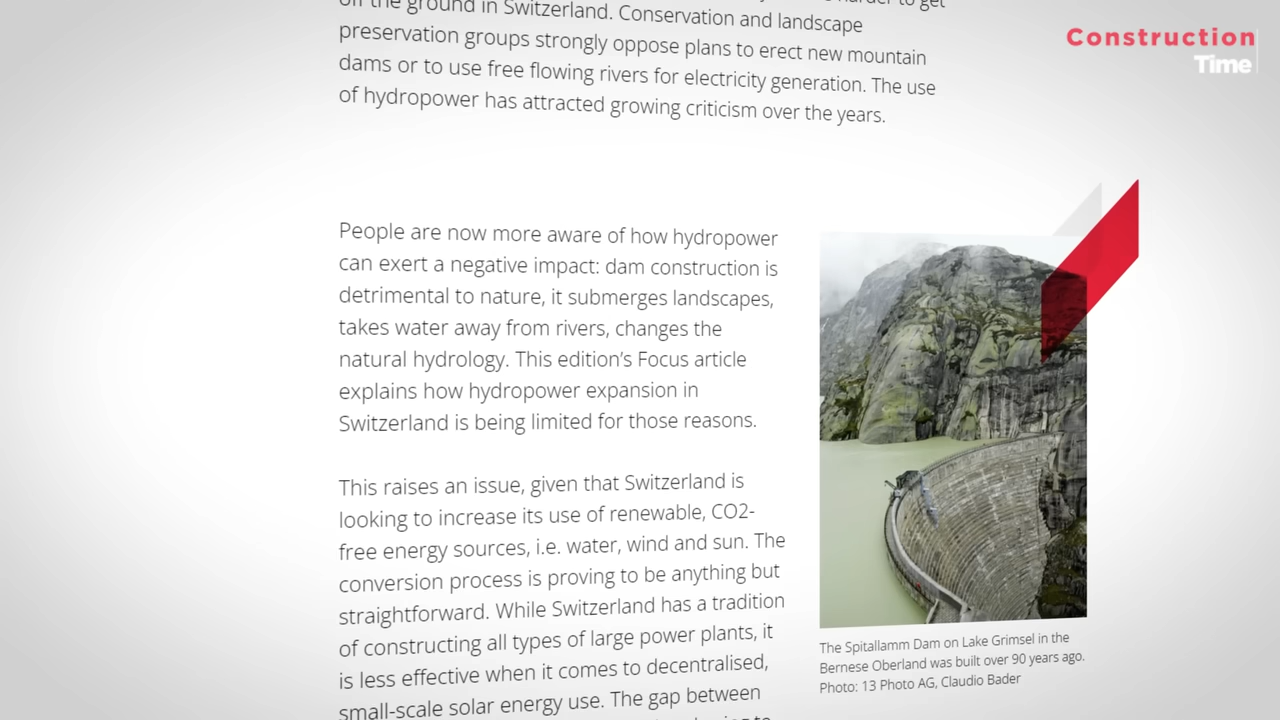 off the ground in Switzerland. Conservation and landscape
preservation groups strongly oppose plans to erect new mountain
dams or to use free flowing rivers for electricity generation. The use
of hydropower has attracted growing criticism over the years.
Construction
Time
People are now more aware of how hydropower
can exert a negative impact: dam construction is
detrimental to nature, it submerges landscapes,
takes water away from rivers, changes the
natural hydrology. This edition’s Focus article
explains how hydropower expansion in
Switzerland is being limited for those reasons.
This raises an issue, given that Switzerland is
looking to increase its use of renewable, CO2-
free energy sources, i.e. water, wind and sun. The
conversion process is proving to be anything but
straightforward. While Switzerland has a tradition
of constructing all types of large power plants, it
is less effective when it comes to decentralised,
small-scale solar energy use. The gap between
The Spitallamm Dam on Lake Grimsel in the
Bernese Oberland was built over 90 years ago.
Photo: 13 Photo AG, Claudio Bader